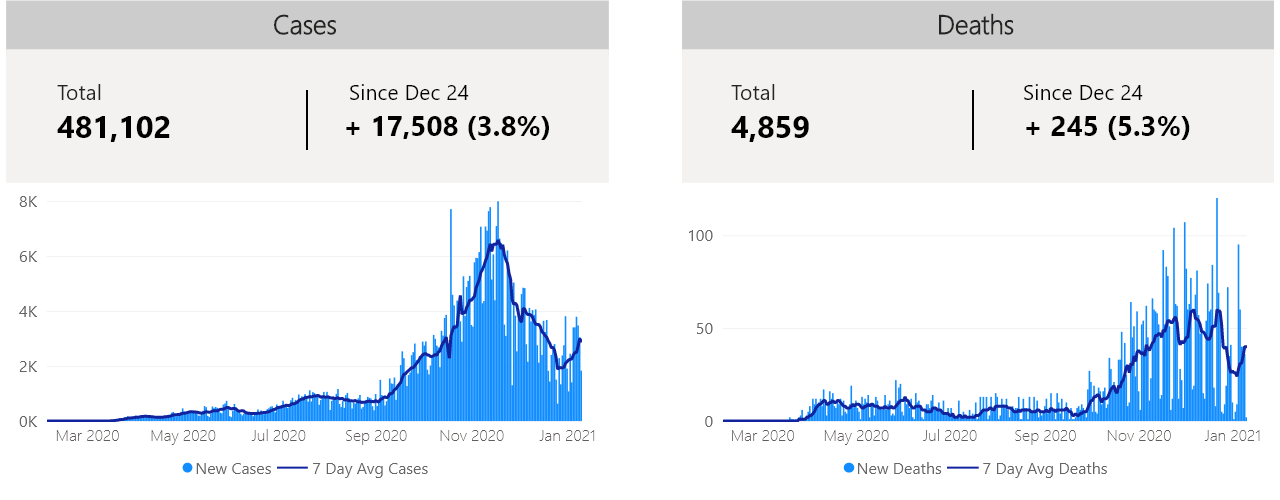 Cases
Total
481,102
Since Dec 24
+ 17,508 (3.8%)
8K
6K
4K
2K
0K
Mar 2020 May 2020 Jul 2020 Sep 2020 Nov 2020 Jan 2021
New Cases 7 Day Avg Cases
Deaths
Total
4,859
Since Dec 24
+ 245 (5.3%)
100
50
0
Mar 2020 May 2020 Jul 2020 Sep 2020 Nov 2020 Jan 2021
New Deaths 7 Day Avg Deaths